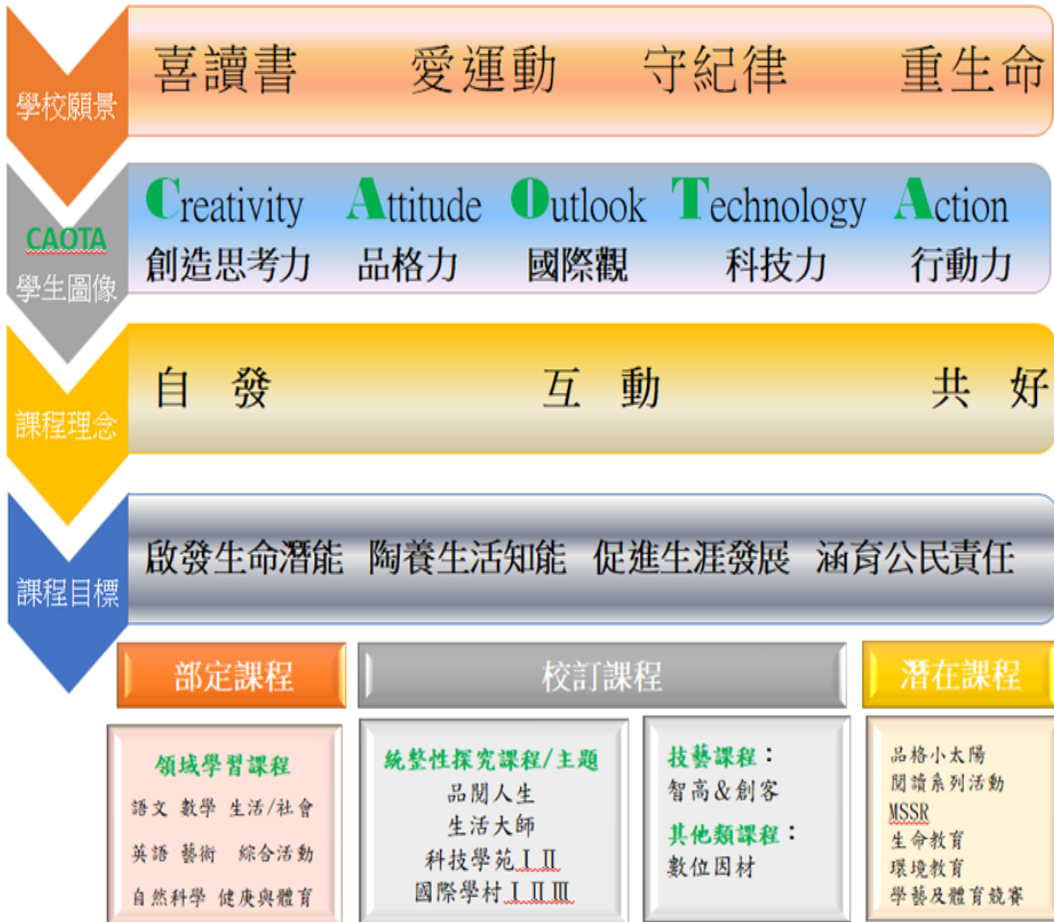 學校願景
喜讀書 愛運動 守紀律 重生命
CAOTA
學生圖像
Creativity Attitude Outlook Technology Action
創造思考力 品格力 國際觀 科技力 行動力
課程理念
自 發 互 動 共 好
課程目標
啟發生命潛能 陶養生活知能 促進生涯發展 涵育公民責任
部定課程
領域學習課程
語文 數學 生活/社會
英語 藝術 綜合活動
自然科學 健康與體育
校訂課程
統整性探究課程/主題
品閱人生
生活大師
科技學苑ⅠⅡ
國際學村ⅠⅡⅢ
技藝課程：
智高&創客
其他類課程：
數位因材
潛在課程
品格小太陽
閱讀系列活動
MSSR
生命教育
環境教育
學藝及體育競賽